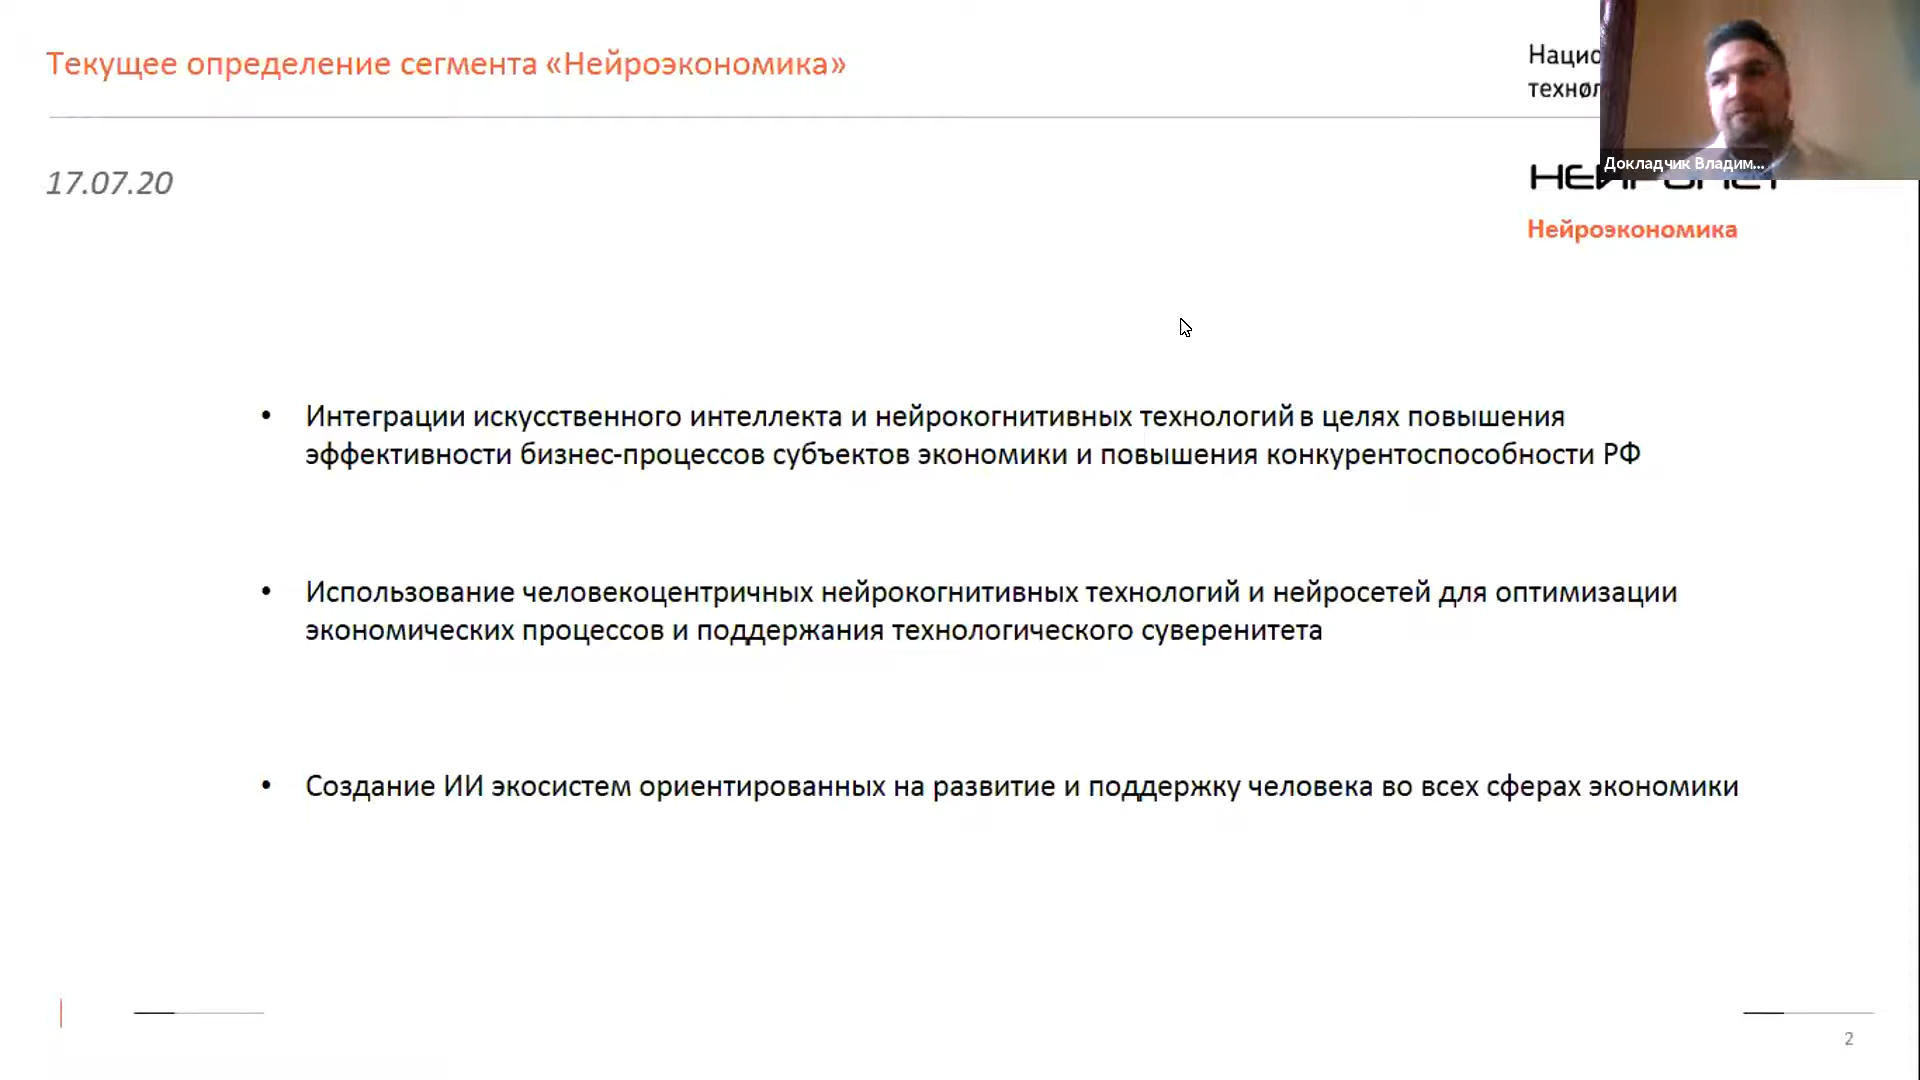 Текущее определение сегмента «Нейроэкономика»
17.07.20
Докладчик Владим...
Нейроэкономика
• Интеграции искусственного интеллекта и нейрокогнитивных технологий в целях повышения
эффективности бизнес-процессов субъектов экономики и повышения конкурентоспособности РФ
• Использование человекоцентричных нейрокогнитивных технологий и нейросетей для оптимизации
экономических процессов и поддержания технологического суверенитета
• Создание ИИ экосистем ориентированных на развитие и поддержку человека во всех сферах экономики
2